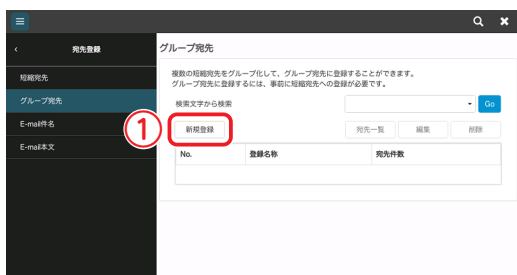 宛先登録
グループ宛先
短縮宛先
グループ宛先
E-mail件名
E-mail本文
複数の短縮宛先をグループ化して、グループ宛先に登録することができます。
グループ宛先に登録するには、事前に短縮宛先への登録が必要です。
検索文字から検索
Go
①
新規登録
宛先一覧
編集
削除
No.
登録名称
宛先件数